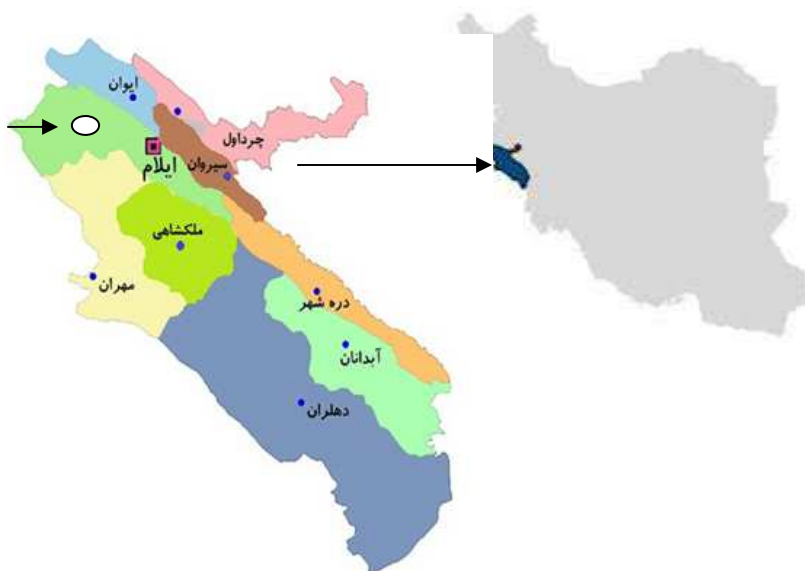 ایوان
چرداول
سیروان
ایلام
ملکشاهی
مهران
دره شهر
آبدانان
دهلران